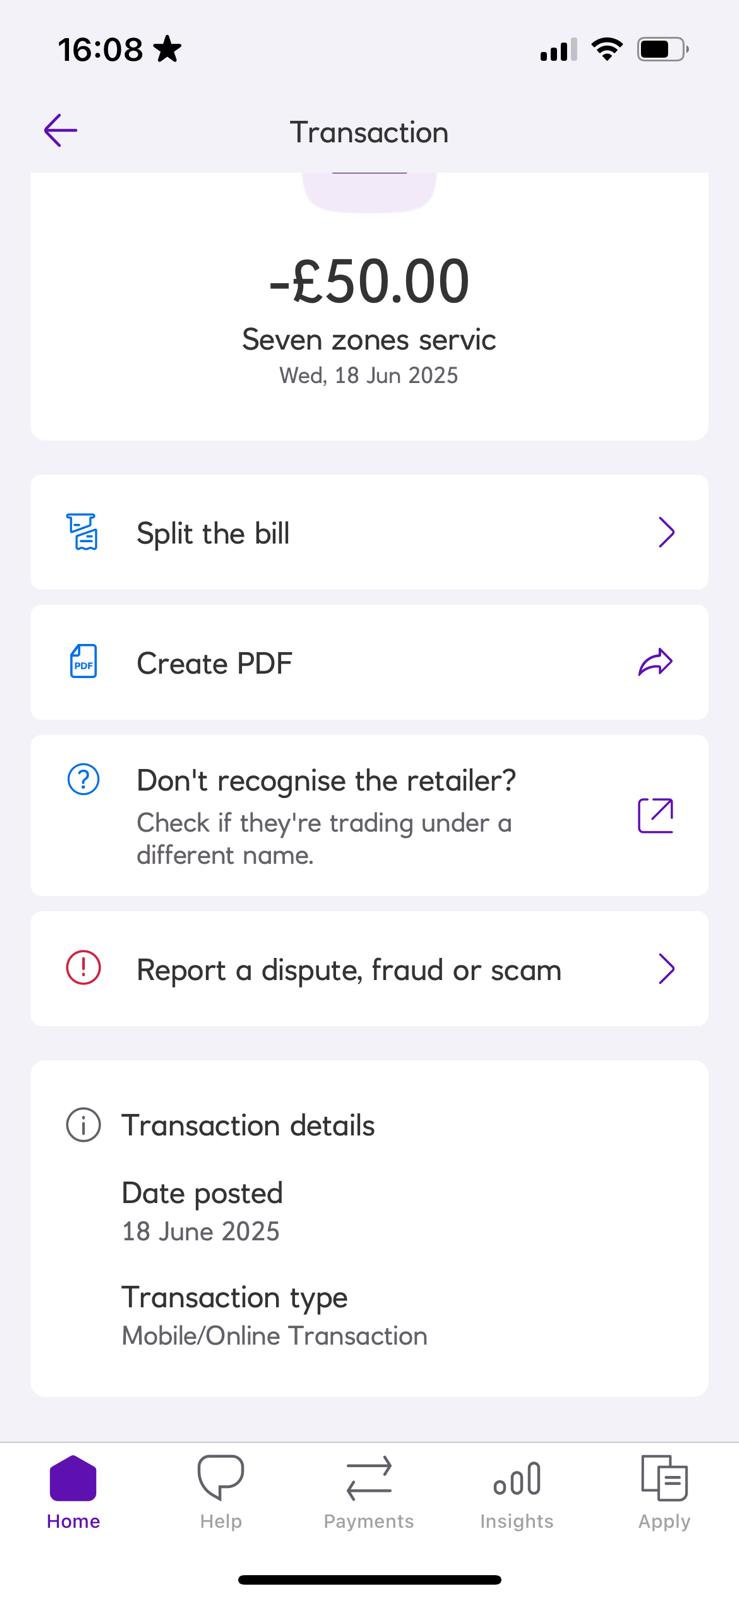 16:08
Transaction
-£50.00
Seven zones servic
Wed, 18 Jun 2025
Split the bill
PDF
Create PDF
Don't recognise the retailer?
Check if they're trading under a
different name.
Report a dispute, fraud or scam
Transaction details
Date posted
18 June 2025
Transaction type
Mobile/Online Transaction
Home Help Payments Insights Apply